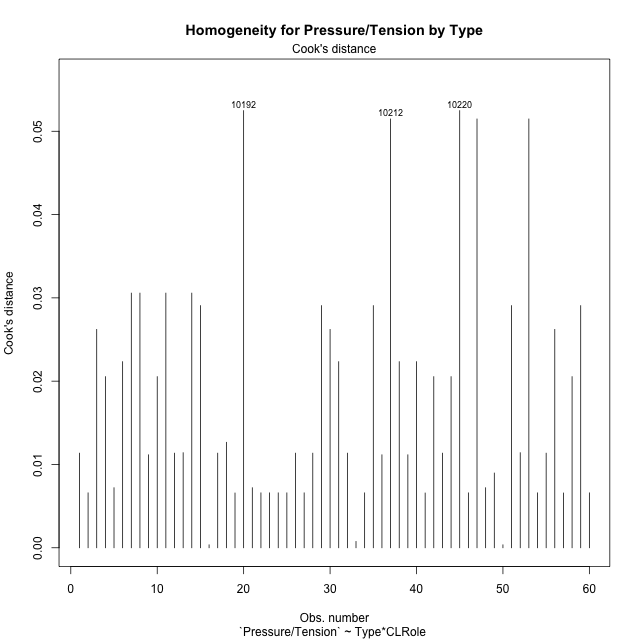 Homogeneity for Pressure/Tension by Type
Cook's distance
10192
10212
10220
0.05
0.04
0.03
0.02
0.01
0.00
Cook's distance
0 10 20 30 40 50 60
Obs. number
`Pressure/Tension` ~ Type*CLRole